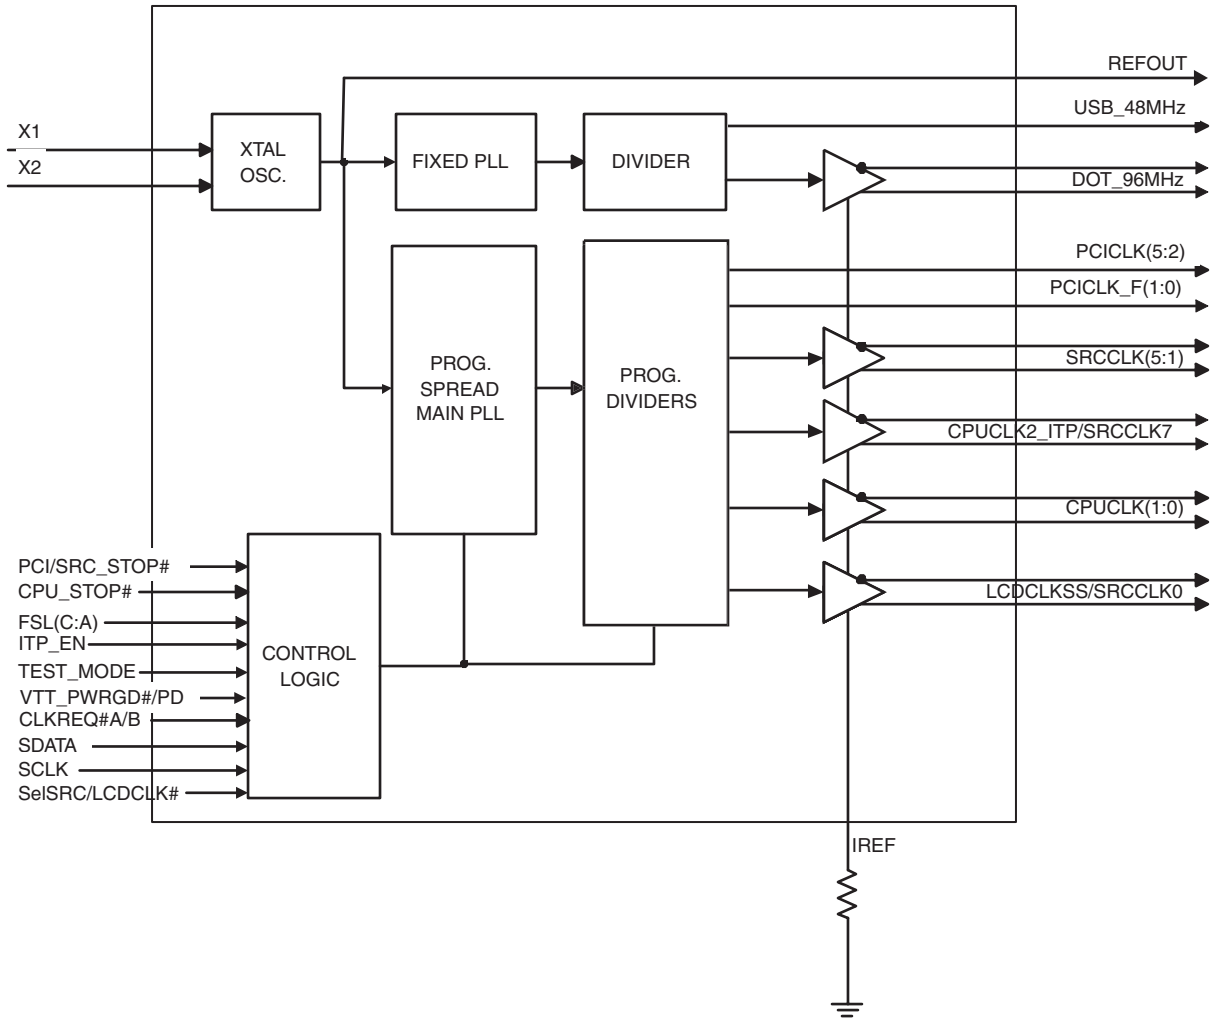 REFOUT
USB_48MHz
X1
X2
XTAL
OSC.
FIXED PLL
DIVIDER
DOT_96MHz
PCICLK(5:2)
PCICLK_F(1:0)
PROG.
SPREAD
MAIN PLL
PROG.
DIVIDERS
SRCCLK(5:1)
CPUCLK2_ITP/SRCCLK7
CPUCLK(1:0)
LCDCLKSS/SRCCLK0
PCI/SRC_STOP#
CPU_STOP#
FSL(C:A)
ITP_EN
TEST_MODE
VTT_PWRGD#/PD
CLKREQ#A/B
SDATA
SCLK
SelSRC/LCDCLK#
CONTROL
LOGIC
IREF